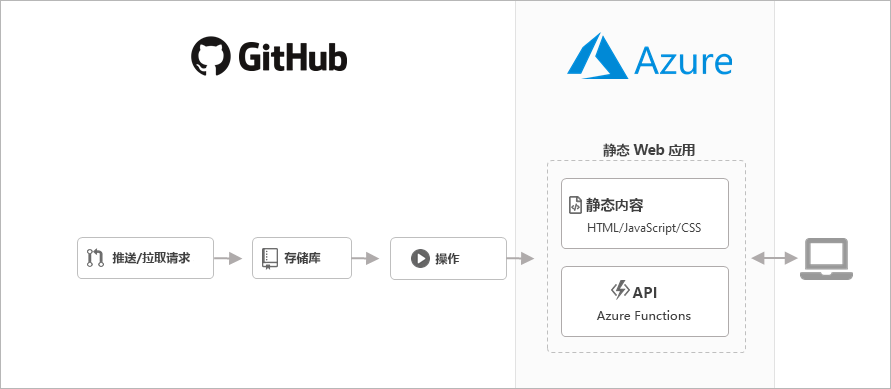 GitHub
Azure
静态 Web 应用
静态内容
HTML/JavaScript/CSS
推送/拉取请求
存储库
操作
API
Azure Functions